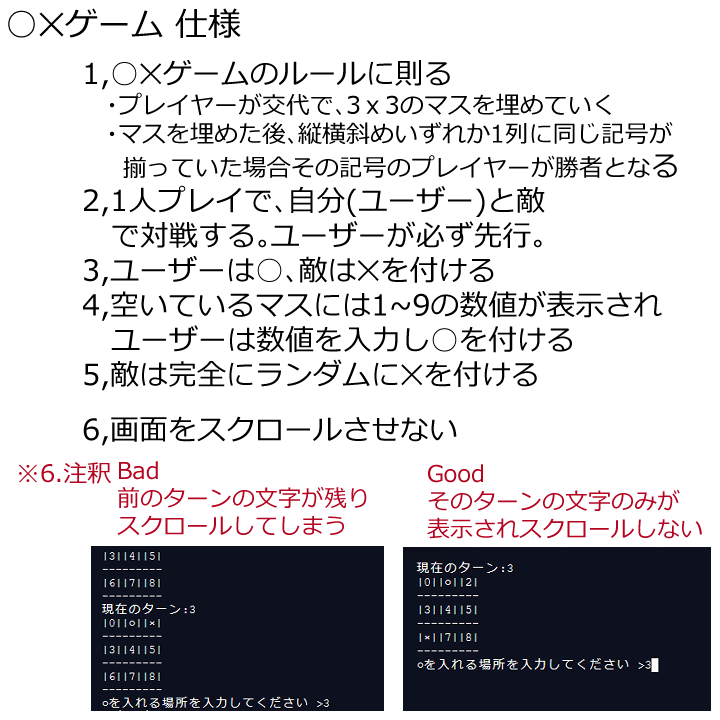 ○×ゲーム 仕様
1,○×ゲームのルールに則る
・プレイヤーが交代で、3x3のマスを埋めていく
・マスを埋めた後、縦横斜めいずれか1列に同じ記号が
揃っていた場合その記号のプレイヤーが勝者となる
2,1人プレイで、自分(ユーザー)と敵
で対戦する。ユーザーが必ず先行。
3,ユーザーは○、敵は×を付ける
4,空いているマスには1~9の数値が表示され
ユーザーは数値を入力し○を付ける
5,敵は完全にランダムに×を付ける
6,画面をスクロールさせない
※6.注釈
Bad
前のターンの文字が残り
スクロールしてしまう
|3||4||5|
---------
|6||7||8|
---------
現在のターン:3
|0||o||×|
---------
|3||4||5|
---------
|6||7||8|
---------
oを入れる場所を入力してください >3
Good
そのターンの文字のみが
表示されスクロールしない
現在のターン:3
|0||o||2|
---------
|3||4||5|
---------
|×||7||8|
---------
oを入れる場所を入力してください >3